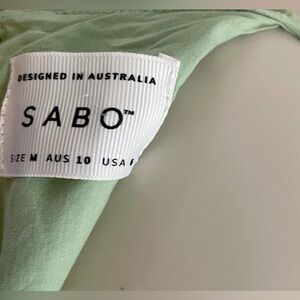 DESIGNED IN AUSTRALIA
SABO™
SIZE M AUS 10 USA